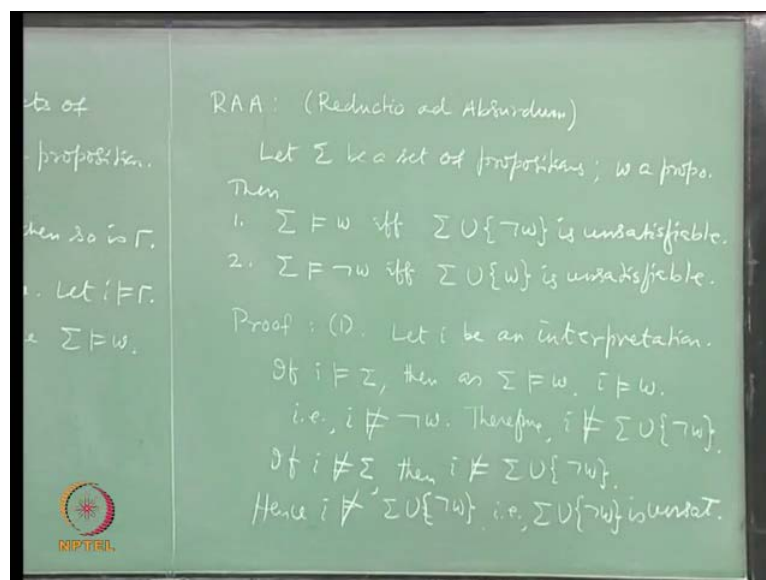 ts of
proposition.
then so is Γ.
. Let i ⊨ Γ.
e Σ ⊨ w.
RAA : (Reductio ad Absurdum)
Let Σ be a set of propositions ; w a propo.
Then
1. Σ ⊨ w iff Σ ∪ {¬w} is unsatisfiable.
2. Σ ⊨ ¬w iff Σ ∪ {w} is unsatisfiable.
Proof : (1). Let i be an interpretation.
If i ⊨ Σ, then as Σ ⊨ w, i ⊨ w.
i.e., i ⊭ ¬w. Therefore, i ⊭ Σ ∪ {¬w}.
If i ⊭ Σ then i ⊭ Σ ∪ {¬w}.
Hence i ⊭ Σ ∪ {¬w}. i.e., Σ ∪ {¬w} is unsat.
NPTEL